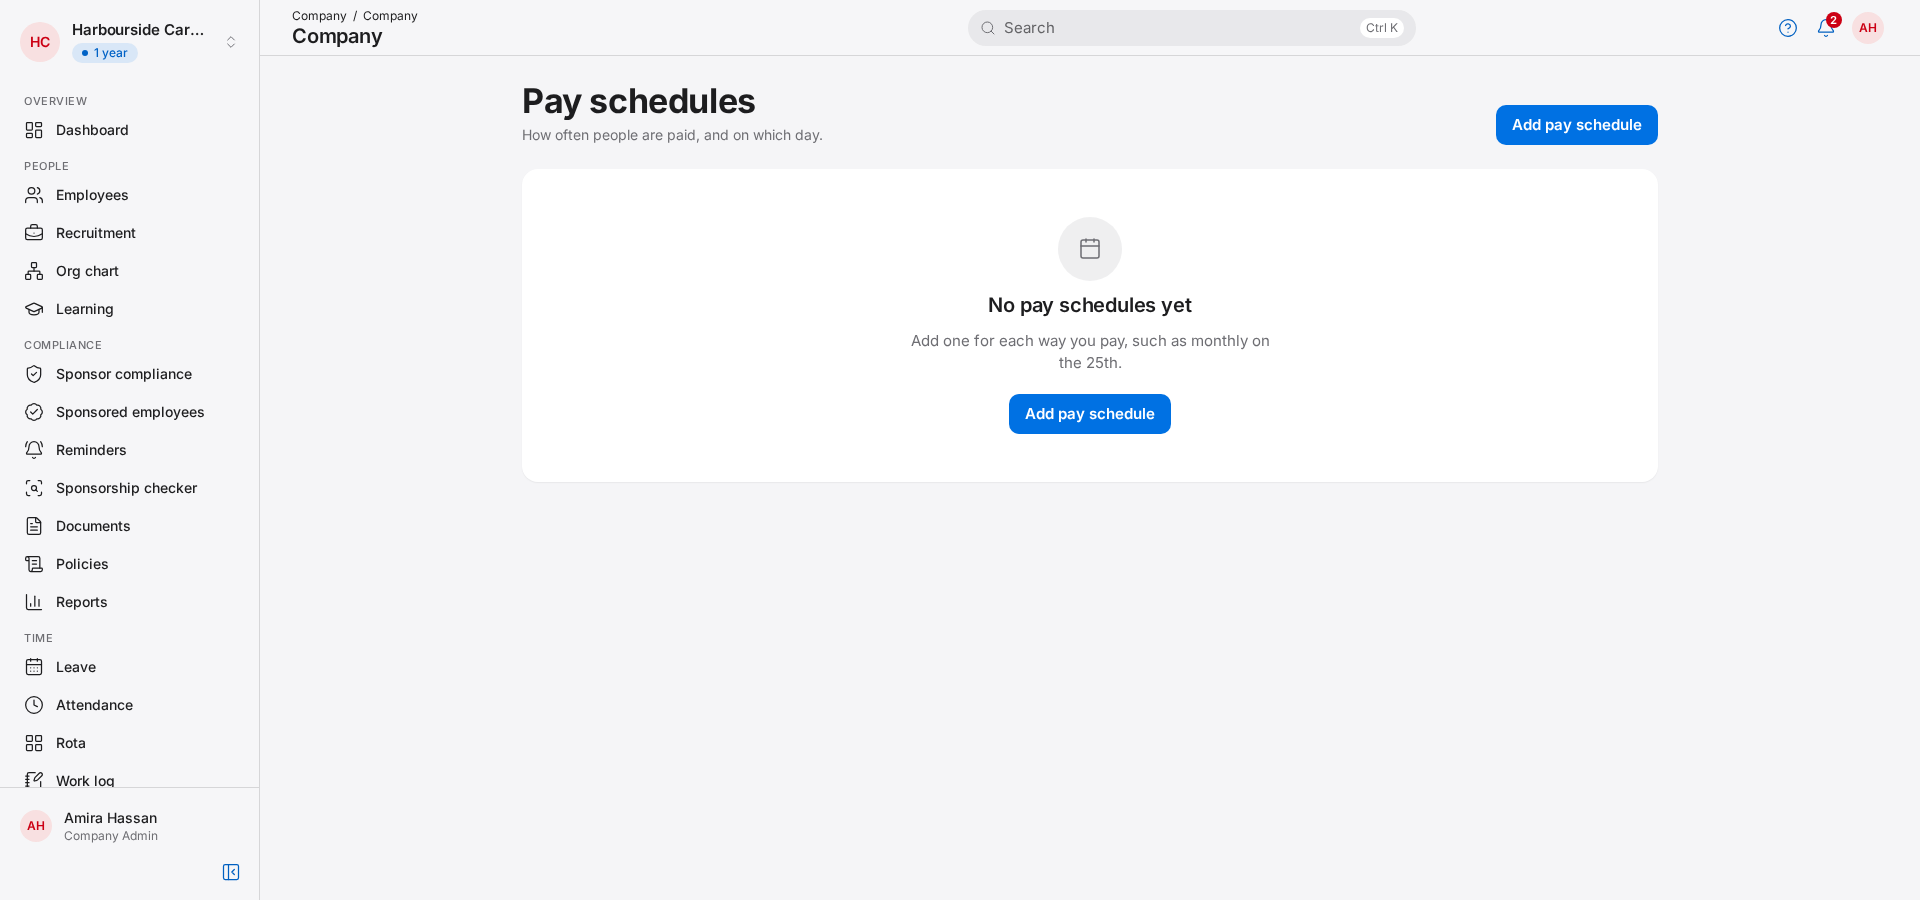 HC
Harbourside Car...
1 year
OVERVIEW
Dashboard
PEOPLE
Employees
Recruitment
Org chart
Learning
COMPLIANCE
Sponsor compliance
Sponsored employees
Reminders
Sponsorship checker
Documents
Policies
Reports
TIME
Leave
Attendance
Rota
Work log
AH
Amira Hassan
Company Admin
Company / Company
Company
Search
Ctrl K
2
AH
Pay schedules
How often people are paid, and on which day.
Add pay schedule
No pay schedules yet
Add one for each way you pay, such as monthly on
the 25th.
Add pay schedule